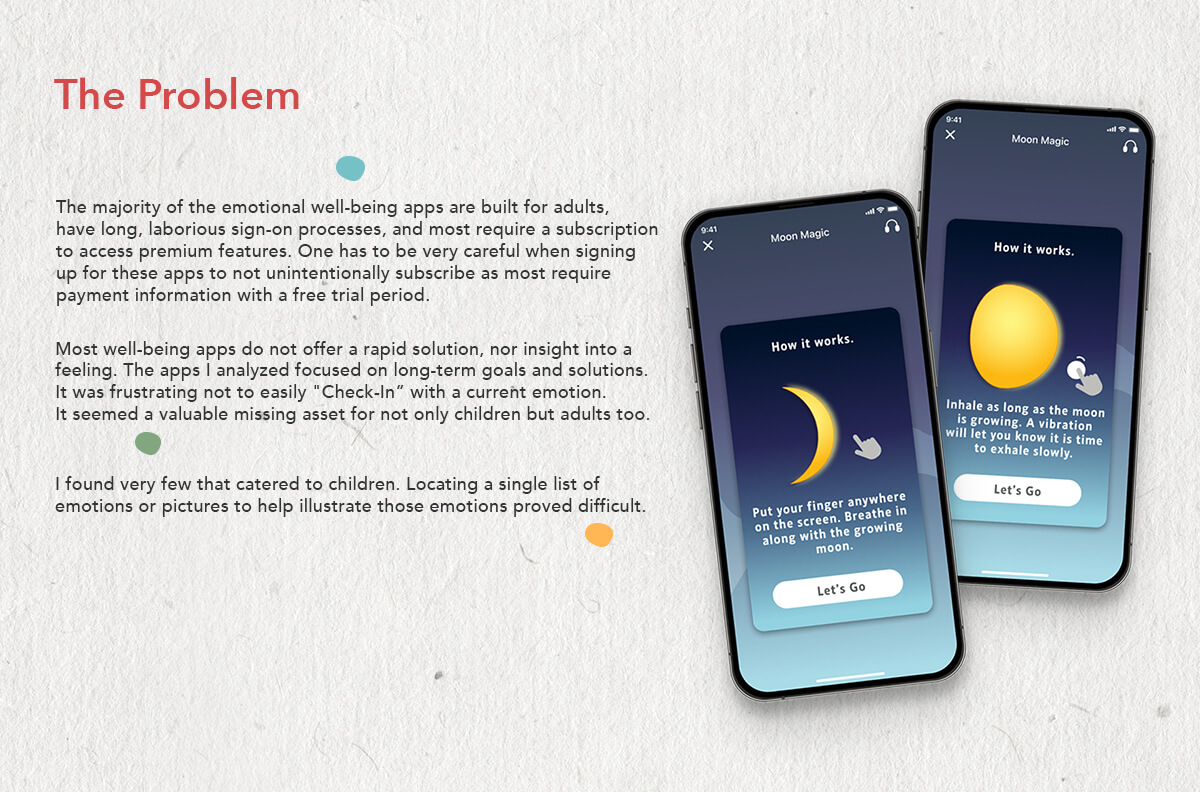 The Problem
The majority of the emotional well-being apps are built for adults,
have long, laborious sign-on processes, and most require a subscription
to access premium features. One has to be very careful when signing
up for these apps to not unintentionally subscribe as most require
payment information with a free trial period.
Most well-being apps do not offer a rapid solution, nor insight into a
feeling. The apps I analyzed focused on long-term goals and solutions.
It was frustrating not to easily "Check-In” with a current emotion.
It seemed a valuable missing asset for not only children but adults too.
I found very few that catered to children. Locating a single list of
emotions or pictures to help illustrate those emotions proved difficult.
9:41
Moon Magic
How it works.
Put your finger anywhere
on the screen. Breathe in
along with the growing
moon.
Let's Go
9:41
Moon Magic
How it works.
Inhale as long as the moon
is growing. A vibration
will let you know it is time
to exhale slowly.
Let's Go